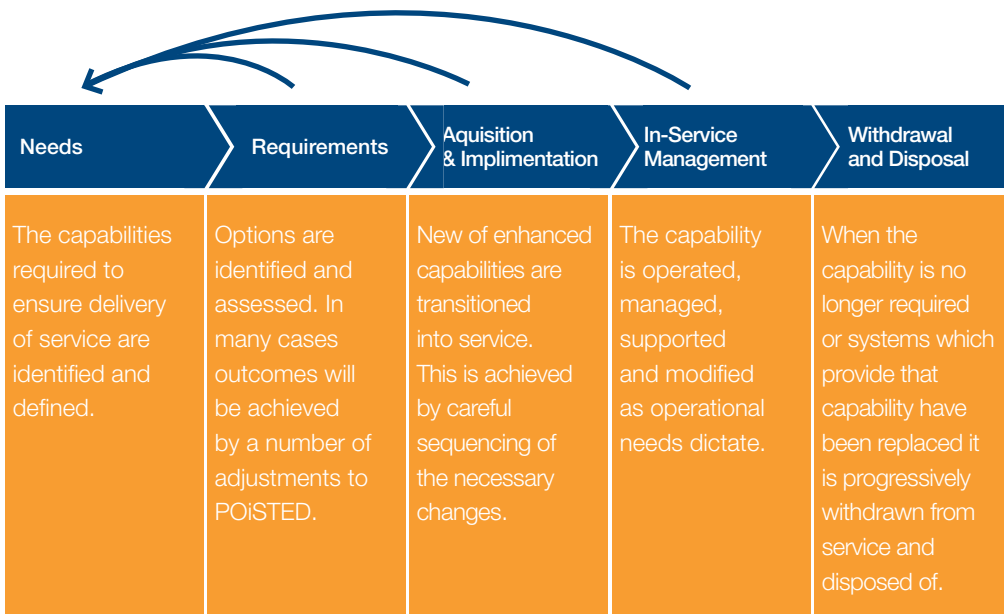 Needs
Requirements
Aquisition
& Implimentation
In-Service
Management
Withdrawal
and Disposal
The capabilities
required to
ensure delivery
of service are
identified and
defined.
Options are
identified and
assessed. In
many cases
outcomes will
be achieved
by a number of
adjustments to
POiSTED.
New of enhanced
capabilities are
transitioned
into service.
This is achieved
by careful
sequencing of
the necessary
changes.
The capability
is operated,
managed,
supported
and modified
as operational
needs dictate.
When the
capability is no
longer required
or systems which
provide that
capability have
been replaced it
is progressively
withdrawn from
service and
disposed of.